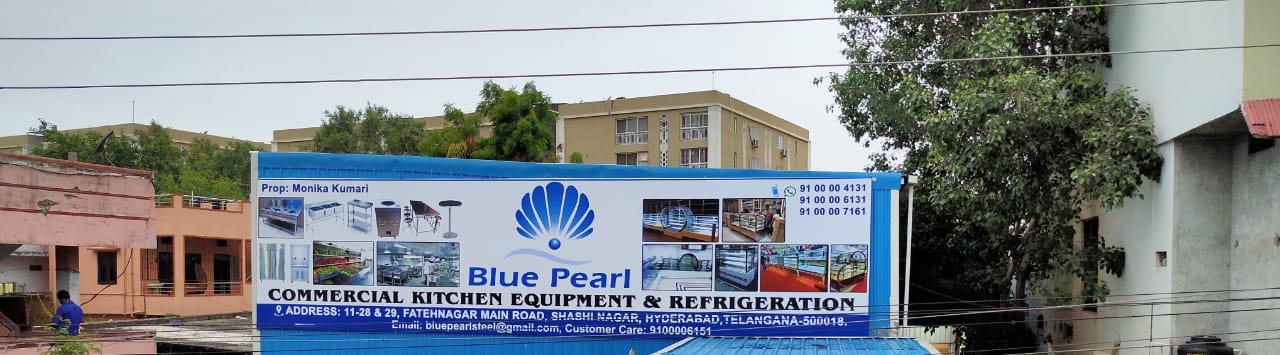 Prop: Monika Kumari
91 00 00 4131
91 00 00 6131
91 00 00 7161
Blue Pearl
COMMERCIAL KITCHEN EQUIPMENT & REFRIGERATION
ADDRESS: 11-28 & 29, FATEHNAGAR MAIN ROAD, SHASHI NAGAR, HYDERABAD,TELANGANA-500018.
Email: bluepearlsteel@gmail.com, Customer Care: 9100006151